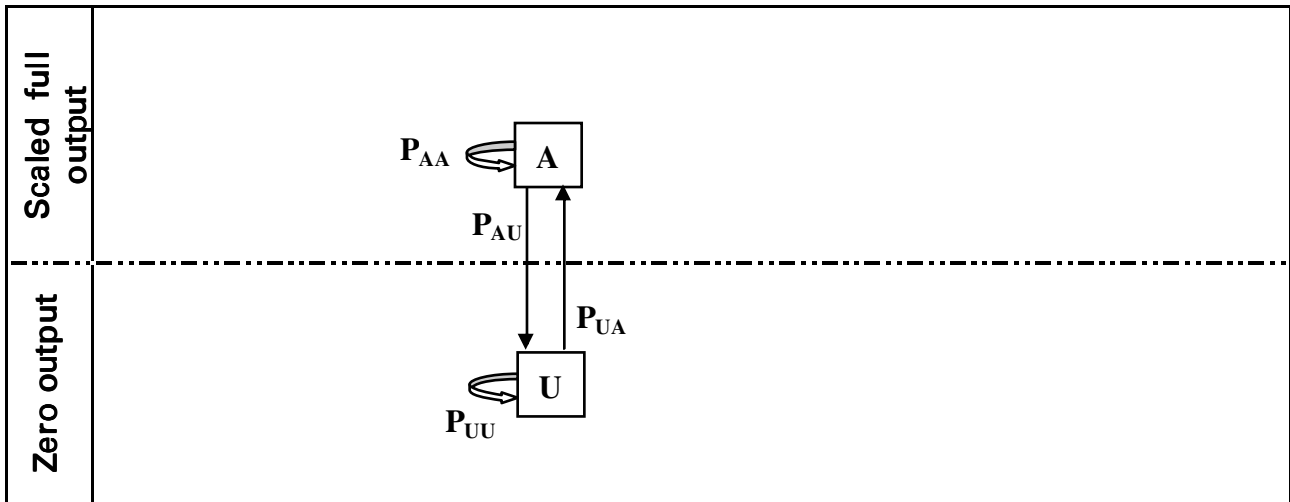 Scaled full
output
P_AA
A
P_AU
Zero output
P_UA
U
P_UU